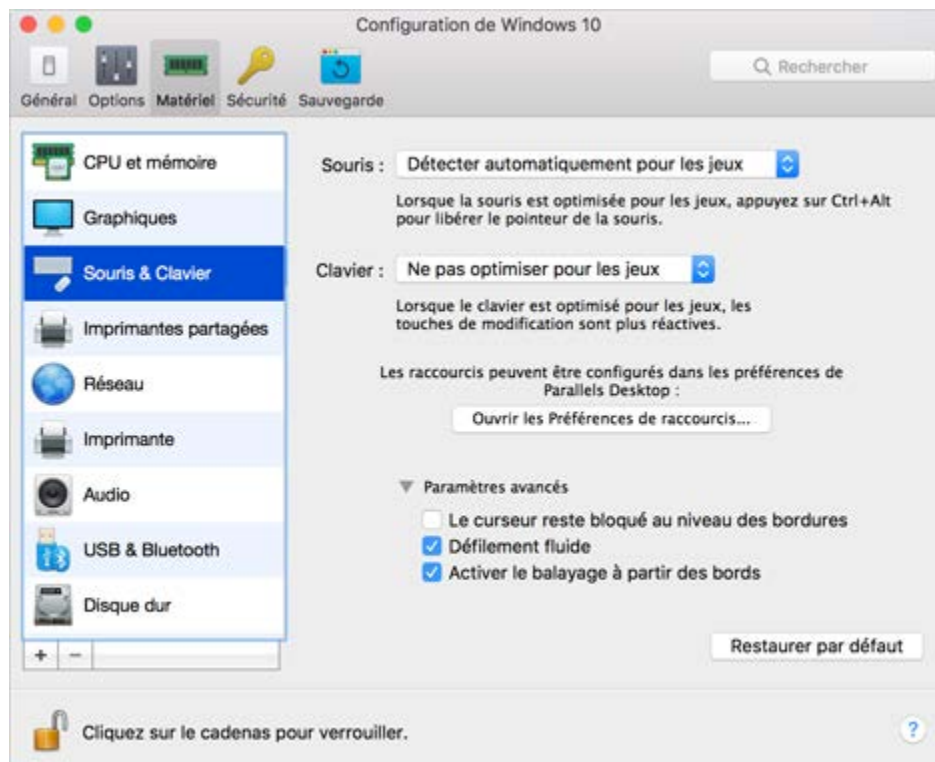 Configuration de Windows 10
Général Options Matériel Sécurité Sauvegarde
Rechercher
CPU et mémoire
Graphiques
Souris & Clavier
Imprimantes partagées
Réseau
Imprimante
Audio
USB & Bluetooth
Disque dur
+ −
Souris : Détecter automatiquement pour les jeux
Lorsque la souris est optimisée pour les jeux, appuyez sur Ctrl+Alt
pour libérer le pointeur de la souris.
Clavier : Ne pas optimiser pour les jeux
Lorsque le clavier est optimisé pour les jeux, les
touches de modification sont plus réactives.
Les raccourcis peuvent être configurés dans les préférences de
Parallels Desktop :
Ouvrir les Préférences de raccourcis...
Paramètres avancés
Le curseur reste bloqué au niveau des bordures
Défilement fluide
Activer le balayage à partir des bords
Restaurer par défaut
Cliquez sur le cadenas pour verrouiller.
?